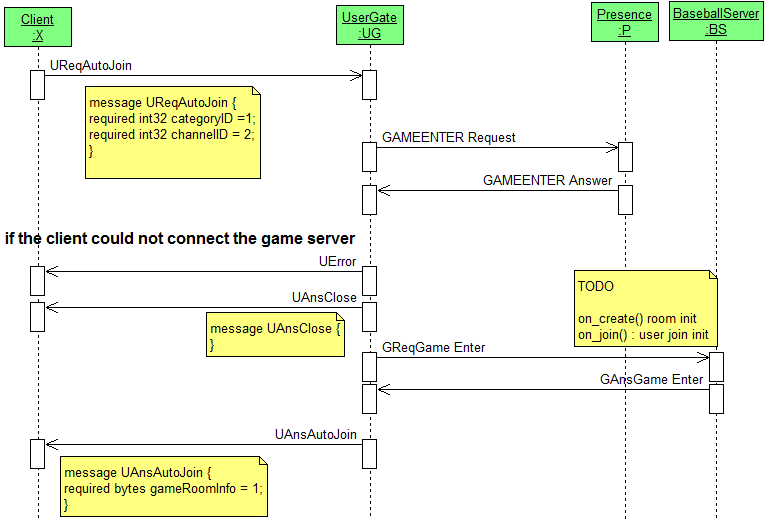 Client
:X
UserGate
:UG
Presence
:P
BaseballServer
:BS
UReqAutoJoin
message UReqAutoJoin {
required int32 categoryID =1;
required int32 channelID = 2;
}
GAMEENTER Request
GAMEENTER Answer
if the client could not connect the game server
UError
UAnsClose
message UAnsClose {
}
TODO
on_create() room init
on_join() : user join init
GReqGame Enter
GAnsGame Enter
UAnsAutoJoin
message UAnsAutoJoin {
required bytes gameRoomInfo = 1;
}